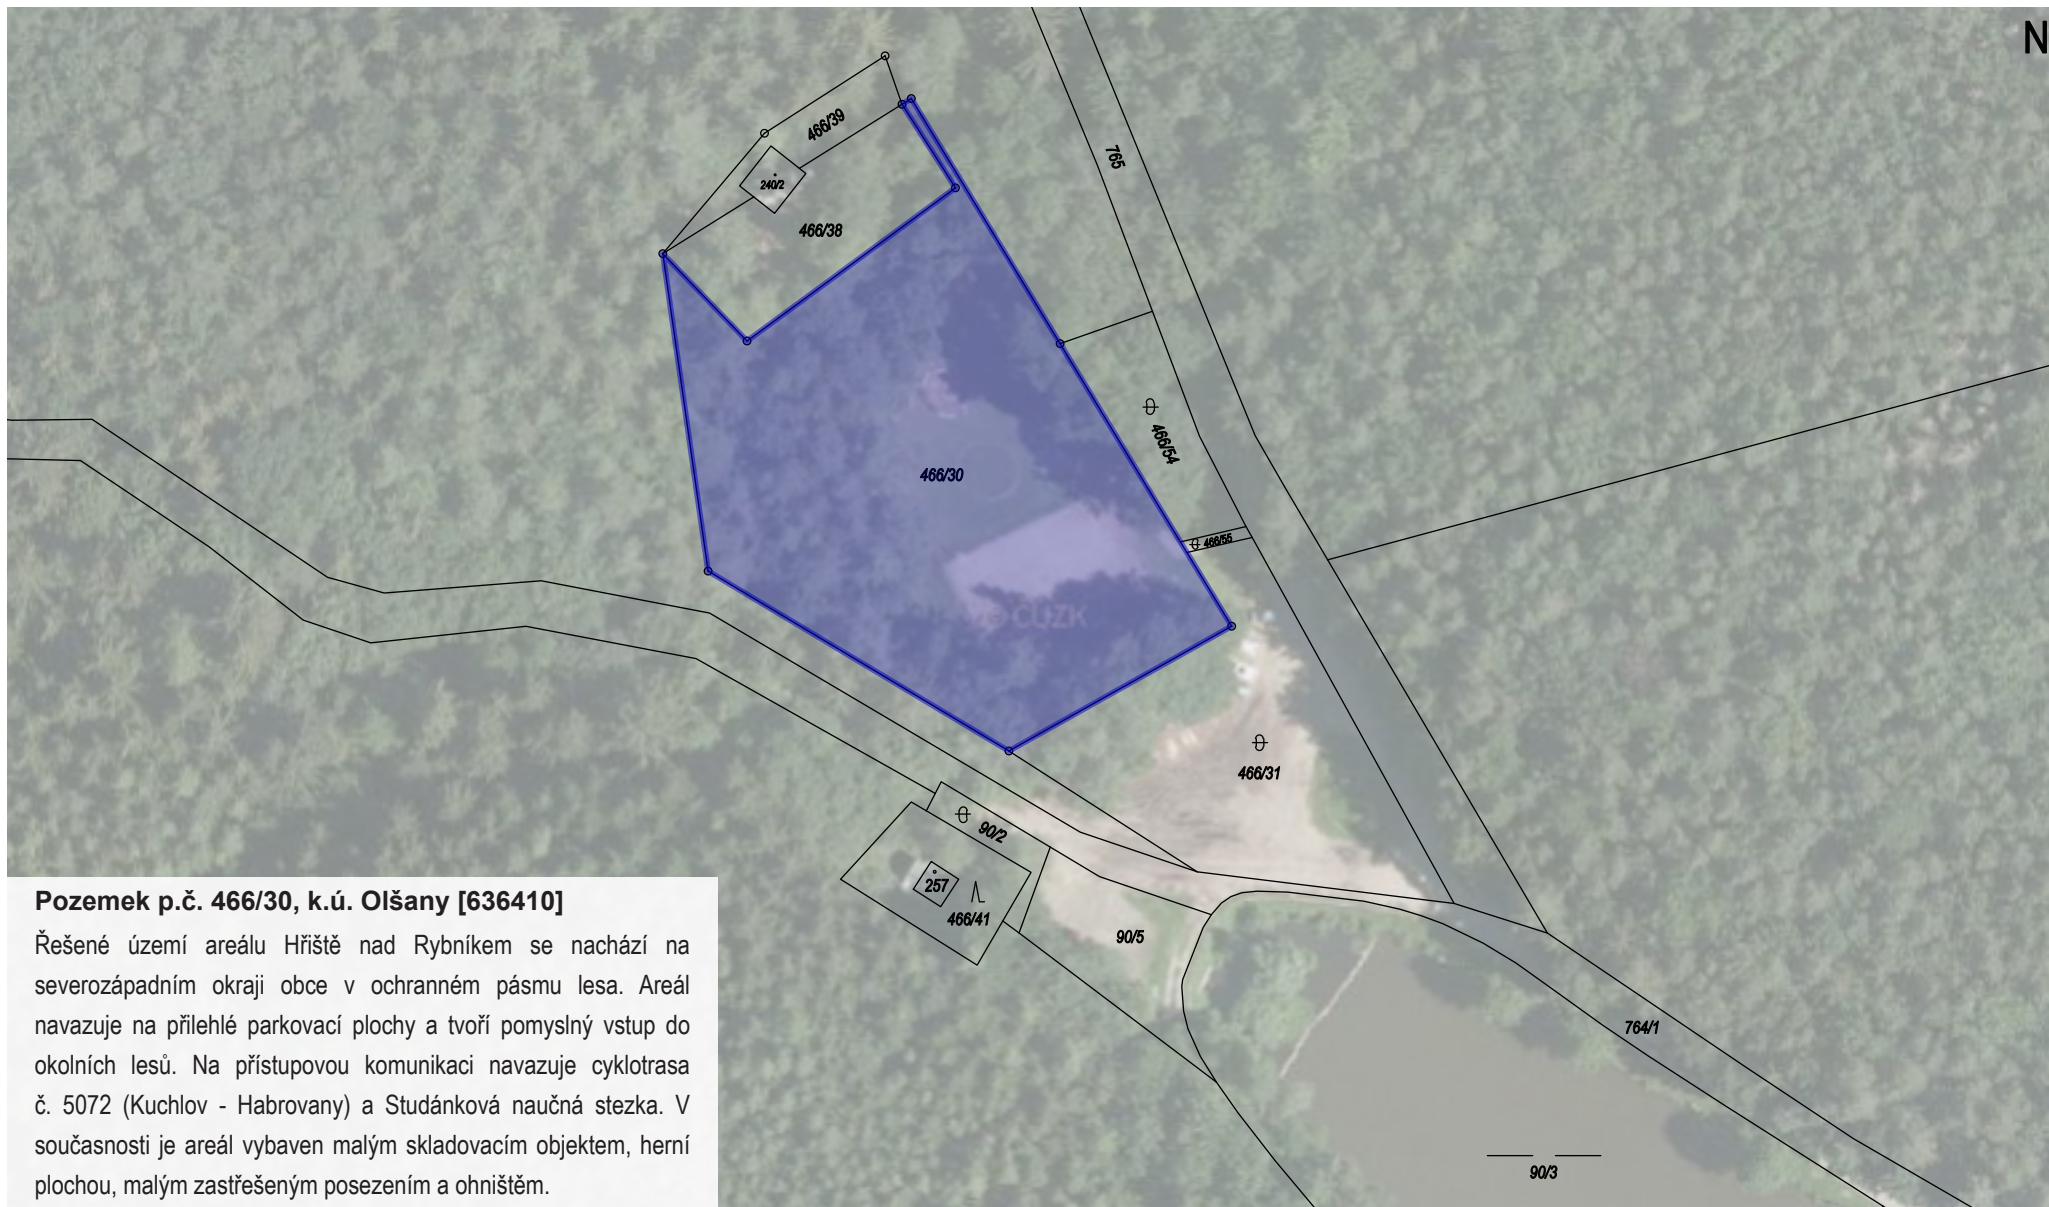 N
466/39
765
240/2
466/38
466/54
466/30
466/55
© ČÚZK
466/31
90/2
257
466/41
90/5
764/1
90/3
Pozemek p.č. 466/30, k.ú. Olšany [636410]
Řešené území areálu Hřiště nad Rybníkem se nachází na
severozápadním okraji obce v ochranném pásmu lesa. Areál
navazuje na přilehlé parkovací plochy a tvoří pomyslný vstup do
okolních lesů. Na přístupovou komunikaci navazuje cyklotrasa
č. 5072 (Kuchlov - Habrovany) a Studánková naučná stezka. V
současnosti je areál vybaven malým skladovacím objektem, herní
plochou, malým zastřešeným posezením a ohništěm.